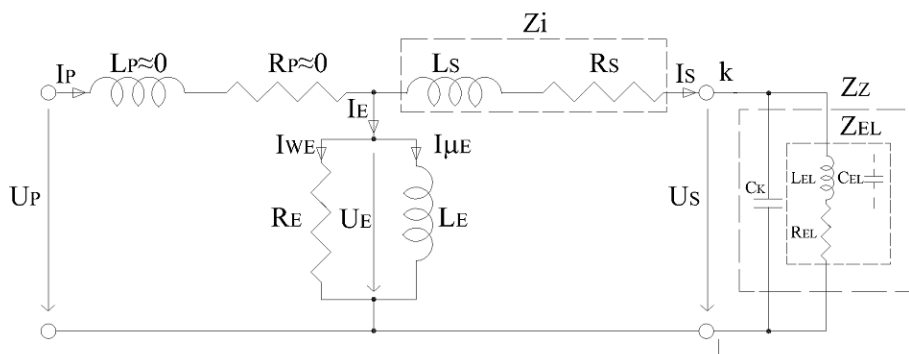 Zi
IP
LP≈0
RP≈0
LS
RS
IS
k
ZZ
IE
ZEL
IWE
IμE
UP
RE
UE
LE
US
CK
LEL
CEL
REL